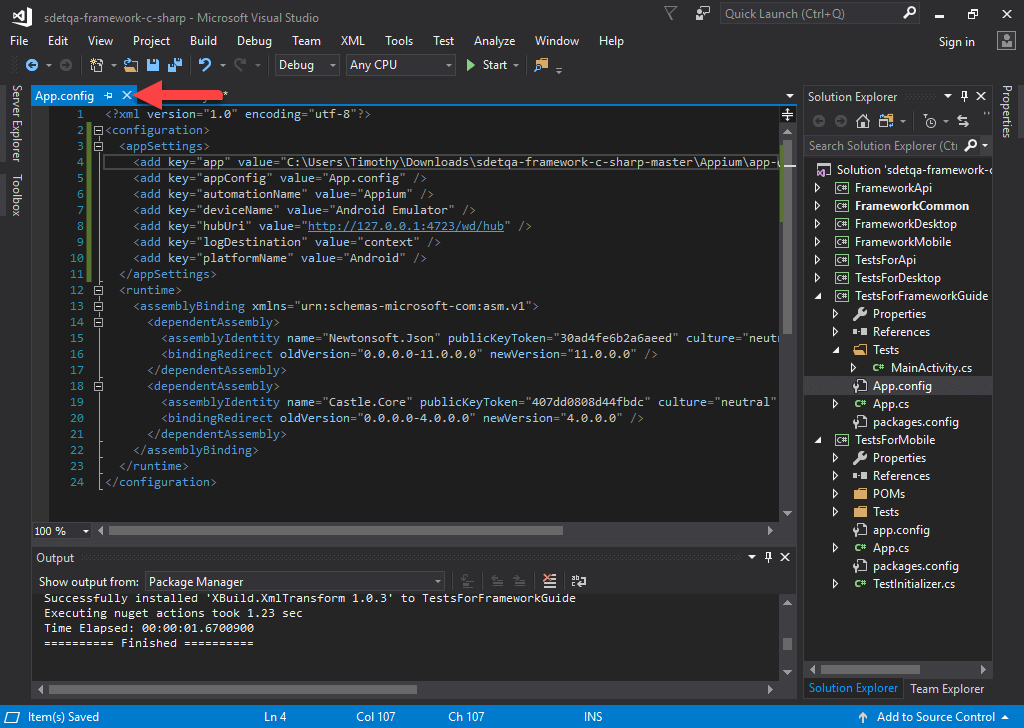 sdetqa-framework-c-sharp - Microsoft Visual Studio
Quick Launch (Ctrl+Q)
File Edit View Project Build Debug Team XML Tools Test Analyze Window Help
Sign in
Debug Any CPU Start
Server Explorer
Toolbox
App.config
1 <?xml version="1.0" encoding="utf-8"?>
2 <configuration>
3 <appSettings>
4 <add key="app" value="C:\Users\Timothy\Downloads\sdetqa-framework-c-sharp-master\Appium\app-
5 <add key="appConfig" value="App.config" />
6 <add key="automationName" value="Appium" />
7 <add key="deviceName" value="Android Emulator" />
8 <add key="hubUri" value="http://127.0.0.1:4723/wd/hub" />
9 <add key="logDestination" value="context" />
10 <add key="platformName" value="Android" />
11 </appSettings>
12 <runtime>
13 <assemblyBinding xmlns="urn:schemas-microsoft-com:asm.v1">
14 <dependentAssembly>
15 <assemblyIdentity name="Newtonsoft.Json" publicKeyToken="30ad4fe6b2a6aeed" culture="neutr
16 <bindingRedirect oldVersion="0.0.0.0-11.0.0.0" newVersion="11.0.0.0" />
17 </dependentAssembly>
18 <dependentAssembly>
19 <assemblyIdentity name="Castle.Core" publicKeyToken="407dd0808d44fbdc" culture="neutral"
20 <bindingRedirect oldVersion="0.0.0.0-4.0.0.0" newVersion="4.0.0.0" />
21 </dependentAssembly>
22 </assemblyBinding>
23 </runtime>
24 </configuration>
100 %
Output
Show output from: Package Manager
Successfully installed 'XBuild.XmlTransform 1.0.3' to TestsForFrameworkGuide
Executing nuget actions took 1.23 sec
Time Elapsed: 00:00:01.6700900
========== Finished ==========
Solution Explorer
Search Solution Explorer (Ctr
Solution 'sdetqa-framework-c
C# FrameworkApi
C# FrameworkCommon
C# FrameworkDesktop
C# FrameworkMobile
C# TestsForApi
C# TestsForDesktop
C# TestsForFrameworkGuide
Properties
References
Tests
C# MainActivity.cs
App.config
C# App.cs
packages.config
C# TestsForMobile
Properties
References
POMs
Tests
app.config
C# App.cs
packages.config
C# TestInitializer.cs
Solution Explorer Team Explorer
Properties
Item(s) Saved Ln 4 Col 107 Ch 107 INS Add to Source Control